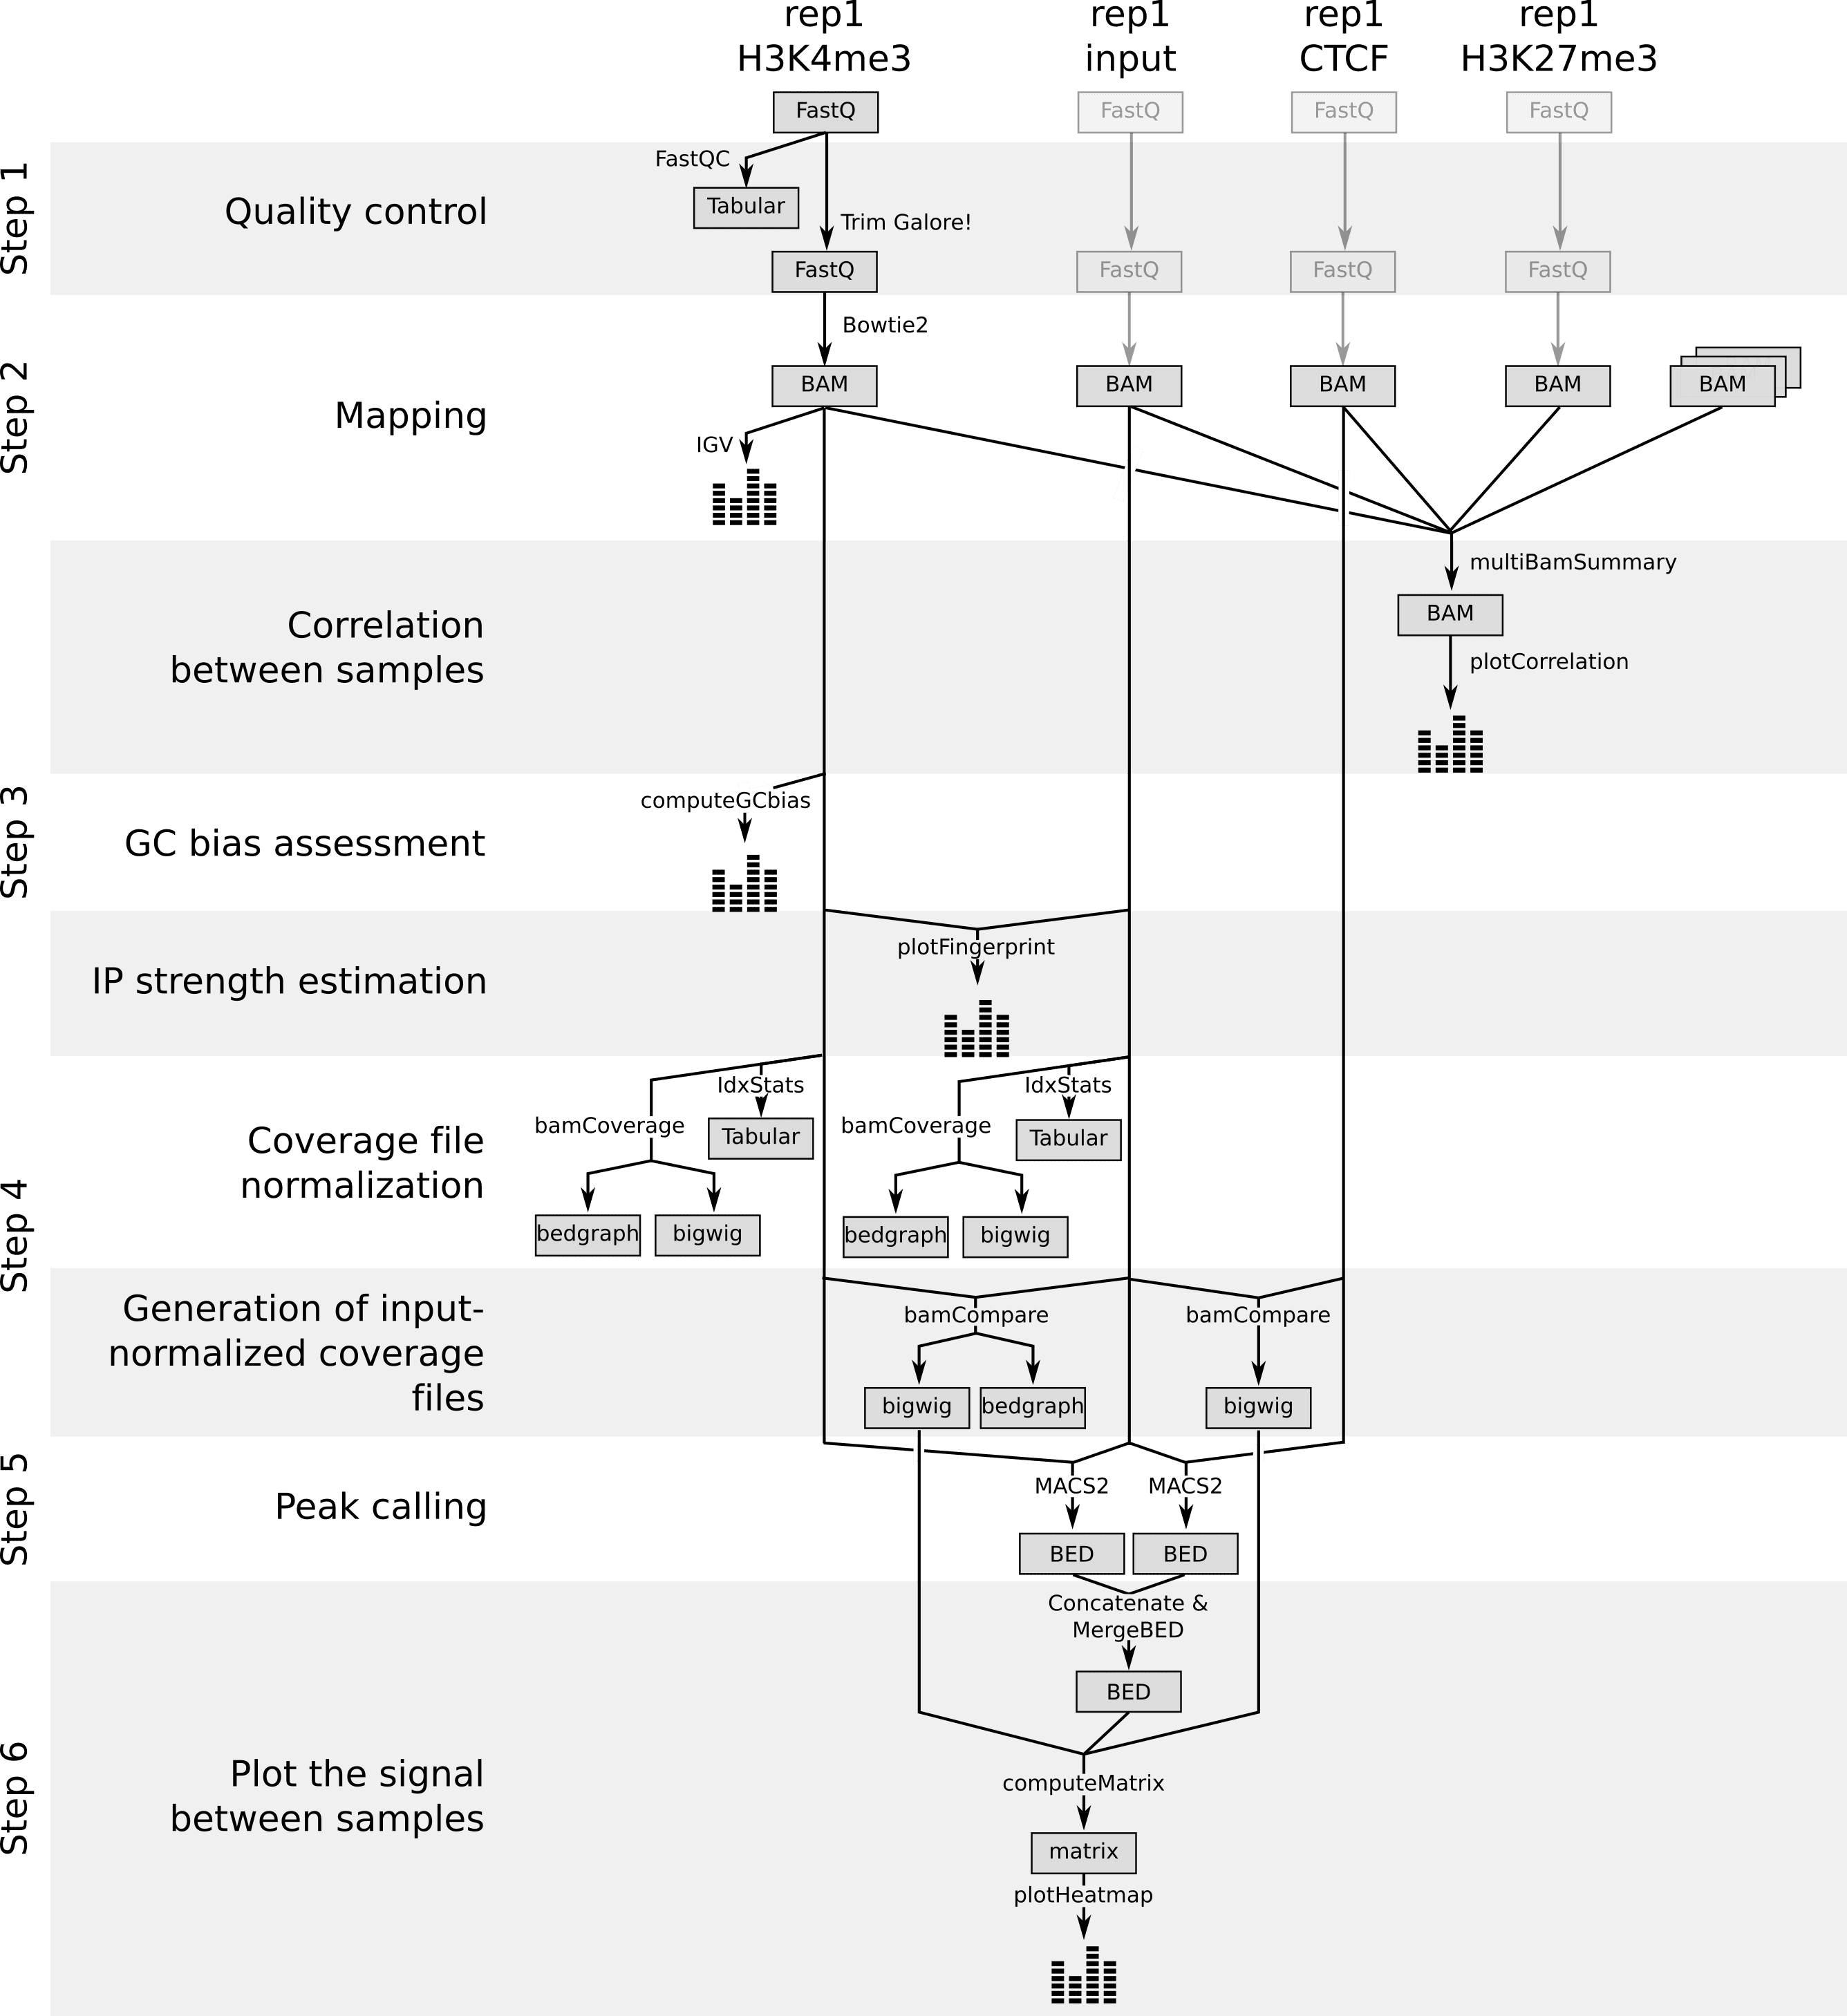 rep1
H3K4me3
rep1
input
rep1
CTCF
rep1
H3K27me3
FastQ
FastQ
FastQ
FastQ
Step 1
Quality control
FastQC
Tabular
Trim Galore!
FastQ
FastQ
FastQ
FastQ
Step 2
Mapping
Bowtie2
BAM
BAM
BAM
BAM
BAM
IGV
Step 3
Correlation
between samples
multiBamSummary
BAM
plotCorrelation
GC bias assessment
computeGCbias
IP strength estimation
plotFingerprint
Step 4
Coverage file
normalization
IdxStats
bamCoverage
Tabular
bedgraph
bigwig
IdxStats
bamCoverage
Tabular
bedgraph
bigwig
Generation of input-
normalized coverage
files
bamCompare
bigwig
bedgraph
bamCompare
bigwig
Step 5
Peak calling
MACS2
MACS2
BED
BED
Step 6
Plot the signal
between samples
Concatenate &
MergeBED
BED
computeMatrix
matrix
plotHeatmap